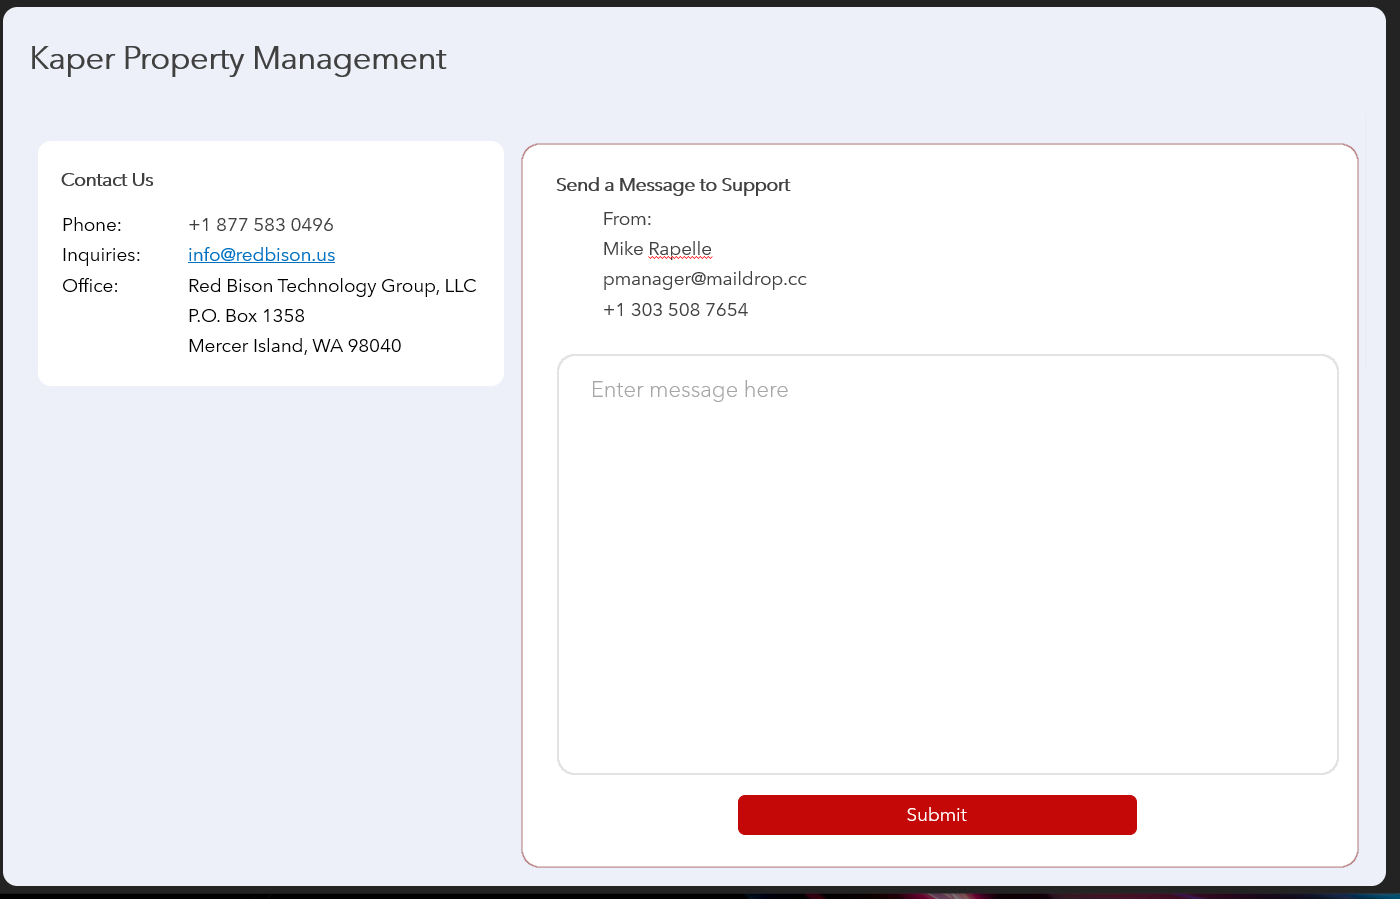 Kaper Property Management
Contact Us
Phone: +1 877 583 0496
Inquiries: info@redbison.us
Office: Red Bison Technology Group, LLC
P.O. Box 1358
Mercer Island, WA 98040
Send a Message to Support
From:
Mike Rapelle
pmanager@maildrop.cc
+1 303 508 7654
Enter message here
Submit